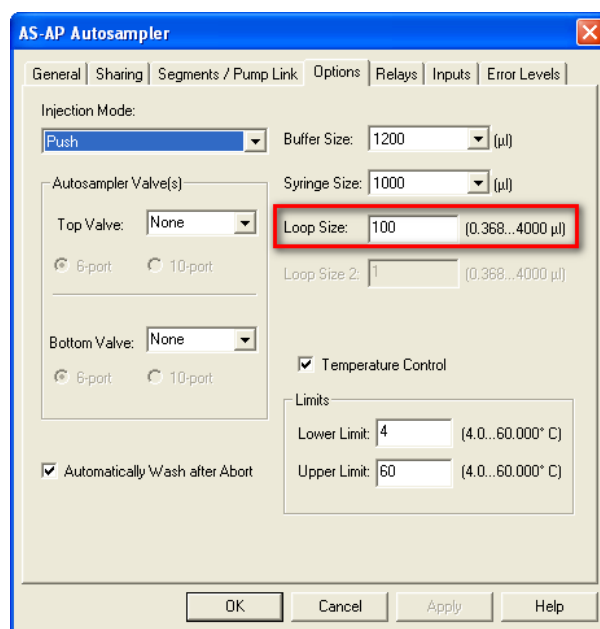 AS-AP Autosampler
General Sharing Segments / Pump Link Options Relays Inputs Error Levels
Injection Mode:
Push
Buffer Size: 1200 (µl)
Autosampler Valve(s)
Syringe Size: 1000 (µl)
Top Valve: None
Loop Size: 100 (0.368...4000 µl)
6-port 10-port
Loop Size 2: 1 (0.368...4000 µl)
Bottom Valve: None
6-port 10-port
Temperature Control
Limits
Lower Limit: 4 (4.0...60.000° C)
Automatically Wash after Abort
Upper Limit: 60 (4.0...60.000° C)
OK Cancel Apply Help